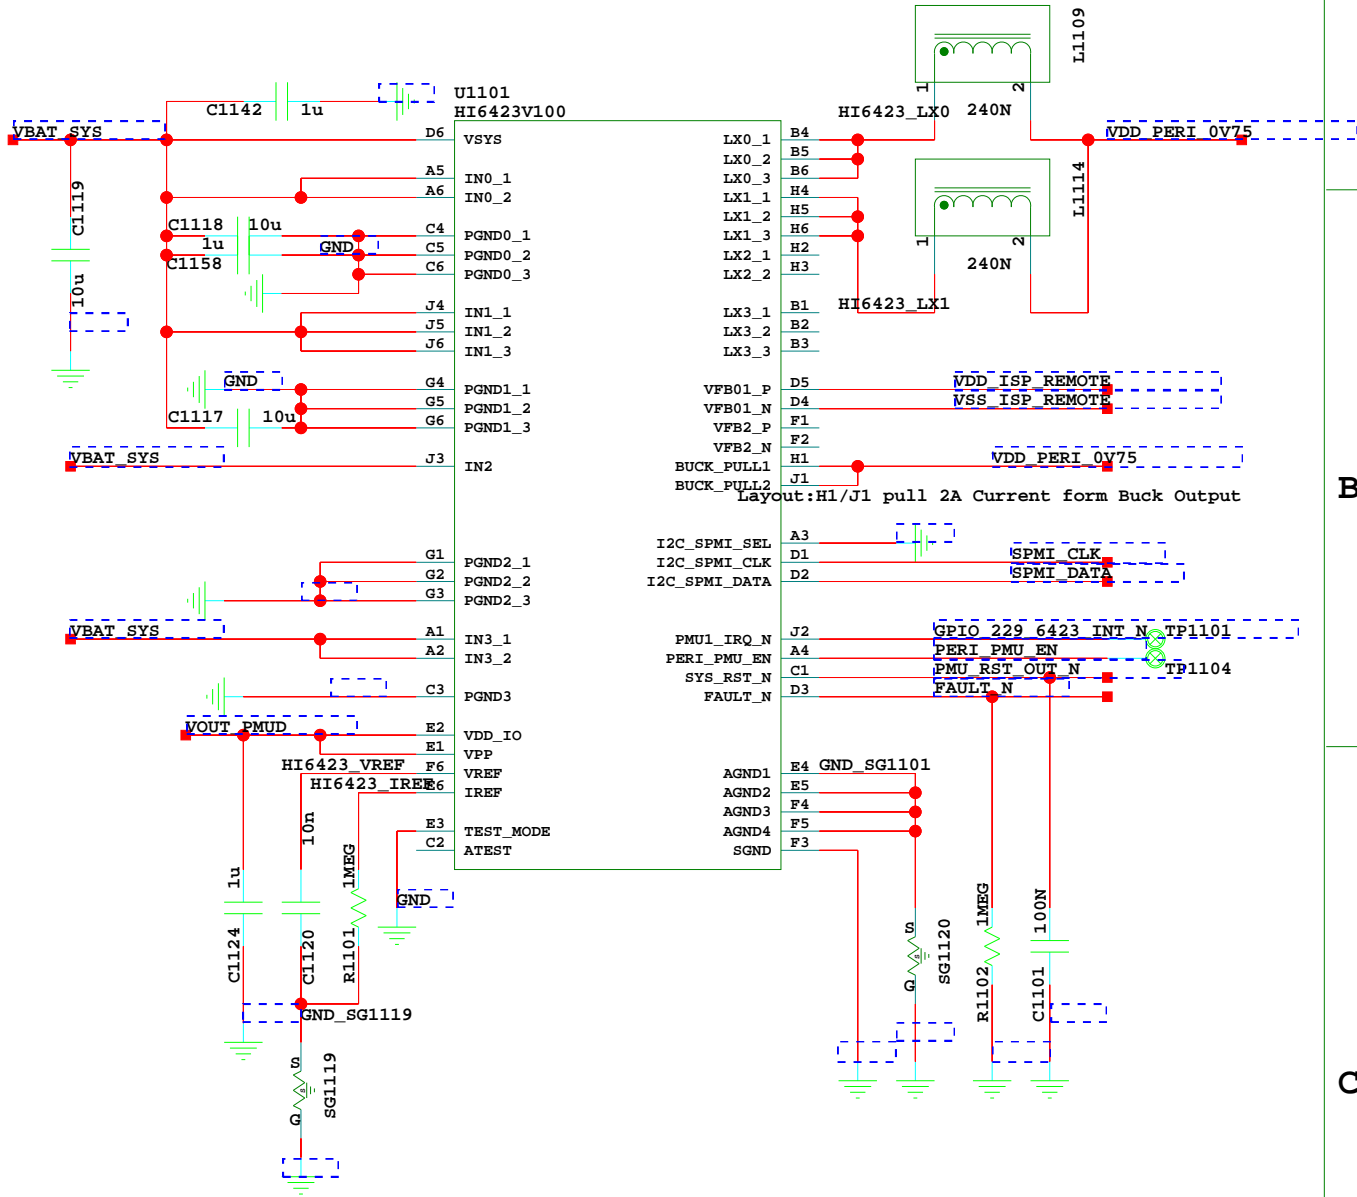 L1109
1 2
C1142 1u
U1101
HI6423V100
HI6423_LX0 240N
VBAT_SYS
D6 VSYS LX0_1 B4
VDD_PERI_0V75
LX0_2 B5
A5 IN0_1 LX0_3 B6
A6 IN0_2 LX1_1 H4
C1119
L1114
C1118 10u
LX1_2 H5
C4 PGND0_1 LX1_3 H6
1u GND C5 PGND0_2 LX2_1 H2
1 2
C1158
C6 PGND0_3 LX2_2 H3
240N
10u
HI6423_LX1
J4 IN1_1 LX3_1 B1
J5 IN1_2 LX3_2 B2
J6 IN1_3 LX3_3 B3
GND G4 PGND1_1 VFB01_P D5 VDD_ISP_REMOTE
G5 PGND1_2 VFB01_N D4 VSS_ISP_REMOTE
C1117 10u
G6 PGND1_3 VFB2_P F1
VFB2_N F2
VBAT_SYS J3 IN2 BUCK_PULL1 H1 VDD_PERI_0V75
BUCK_PULL2 J1
B
Layout:H1/J1 pull 2A Current form Buck Output
I2C_SPMI_SEL A3
G1 PGND2_1 I2C_SPMI_CLK D1 SPMI_CLK
G2 PGND2_2 I2C_SPMI_DATA D2 SPMI_DATA
G3 PGND2_3
VBAT_SYS A1 IN3_1 PMU1_IRQ_N J2 GPIO_229_6423_INT_N TP1101
A2 IN3_2 PERI_PMU_EN A4 PERI_PMU_EN
SYS_RST_N C1 PMU_RST_OUT_N TP1104
C3 PGND3 FAULT_N D3 FAULT_N
VOUT_PMUD E2 VDD_IO
E1 VPP
HI6423_VREF F6 VREF AGND1 E4 GND_SG1101
HI6423_IREF E6 IREF AGND2 E5
AGND3 F4
10n
E3 TEST_MODE AGND4 F5
C2 ATEST SGND F3
1u
1MEG
GND
1MEG
100N
C1124
C1120
R1101
S
SG1120
G
R1102
C1101
GND_SG1119
S
SG1119
G
C